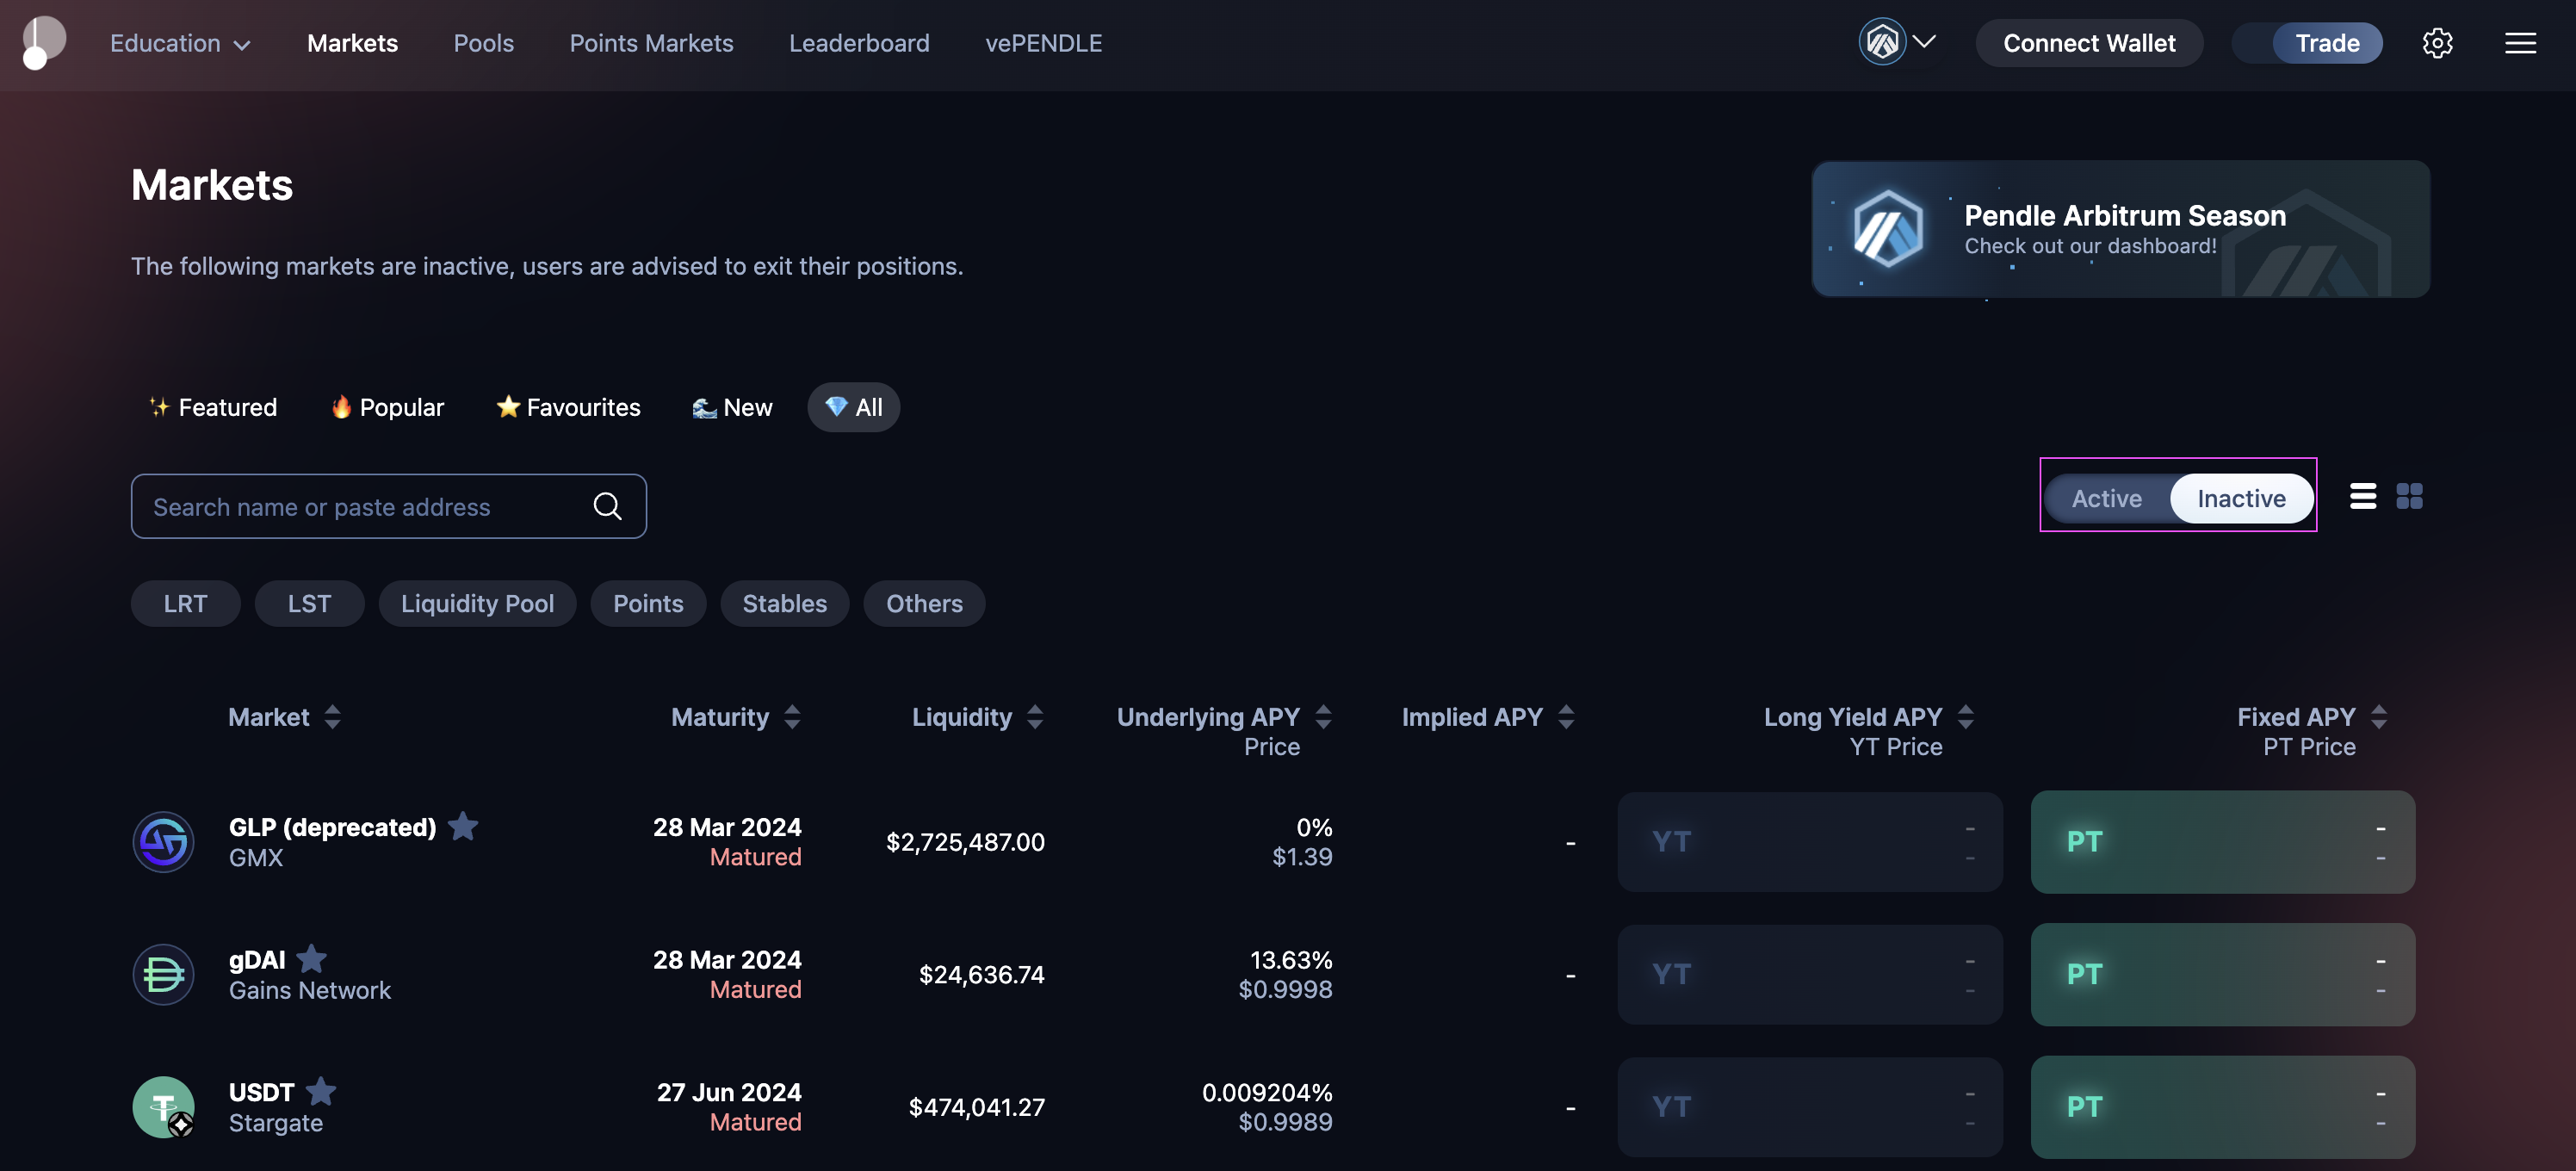 Education Markets Pools Points Markets Leaderboard vePENDLE Connect Wallet Trade
Markets
The following markets are inactive, users are advised to exit their positions.
Pendle Arbitrum Season
Check out our dashboard!
✨ Featured 🔥 Popular ⭐ Favourites 🌊 New 💎 All
Search name or paste address
Active Inactive
LRT LST Liquidity Pool Points Stables Others
Market Maturity Liquidity Underlying APY Implied APY Long Yield APY Fixed APY
Price YT Price PT Price
GLP (deprecated) 28 Mar 2024 $2,725,487.00 0% - YT - PT -
GMX Matured $1.39 - -
gDAI 28 Mar 2024 $24,636.74 13.63% - YT - PT -
Gains Network Matured $0.9998 - -
USDT 27 Jun 2024 $474,041.27 0.009204% - YT - PT -
Stargate Matured $0.9989 - -